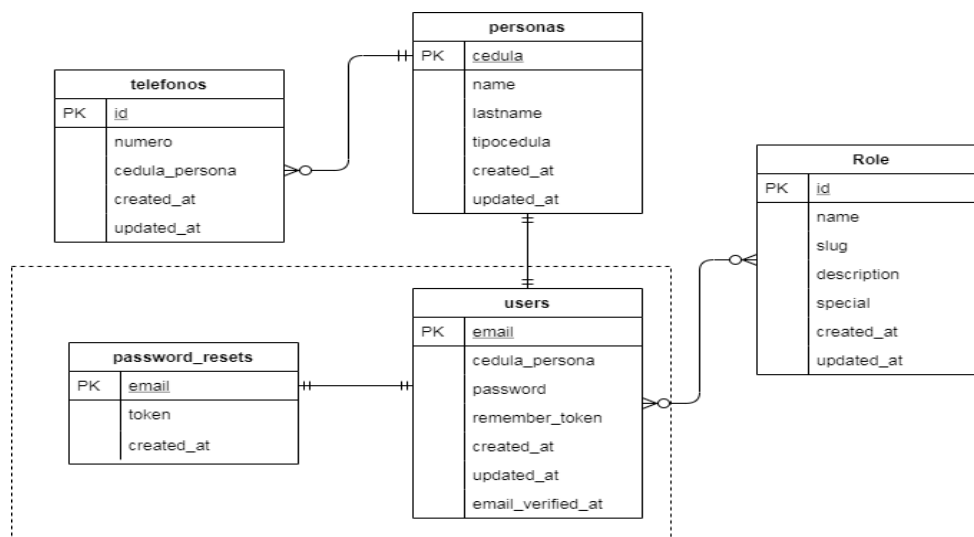 personas
PK cedula
name
lastname
tipocedula
created_at
updated_at
telefonos
PK id
numero
cedula_persona
created_at
updated_at
Role
PK id
name
slug
description
special
created_at
updated_at
users
PK email
cedula_persona
password
remember_token
created_at
updated_at
email_verified_at
password_resets
PK email
token
created_at